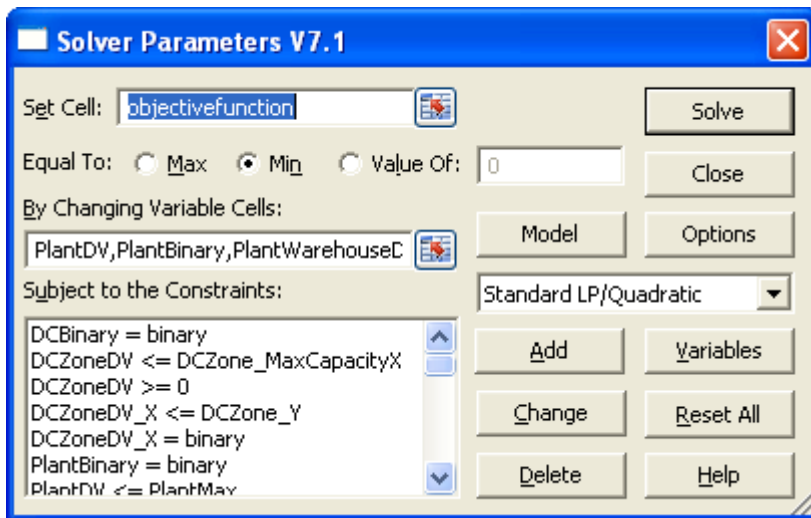 Solver Parameters V7.1
Set Cell: objectivefunction
Solve
Equal To: Max Min Value Of: 0
Close
By Changing Variable Cells:
PlantDV,PlantBinary,PlantWarehouseD
Model
Options
Subject to the Constraints:
Standard LP/Quadratic
DCBinary = binary
DCZoneDV <= DCZone_MaxCapacityX
DCZoneDV >= 0
DCZoneDV_X <= DCZone_Y
DCZoneDV_X = binary
PlantBinary = binary
PlantDV <= PlantMax
Add
Variables
Change
Reset All
Delete
Help